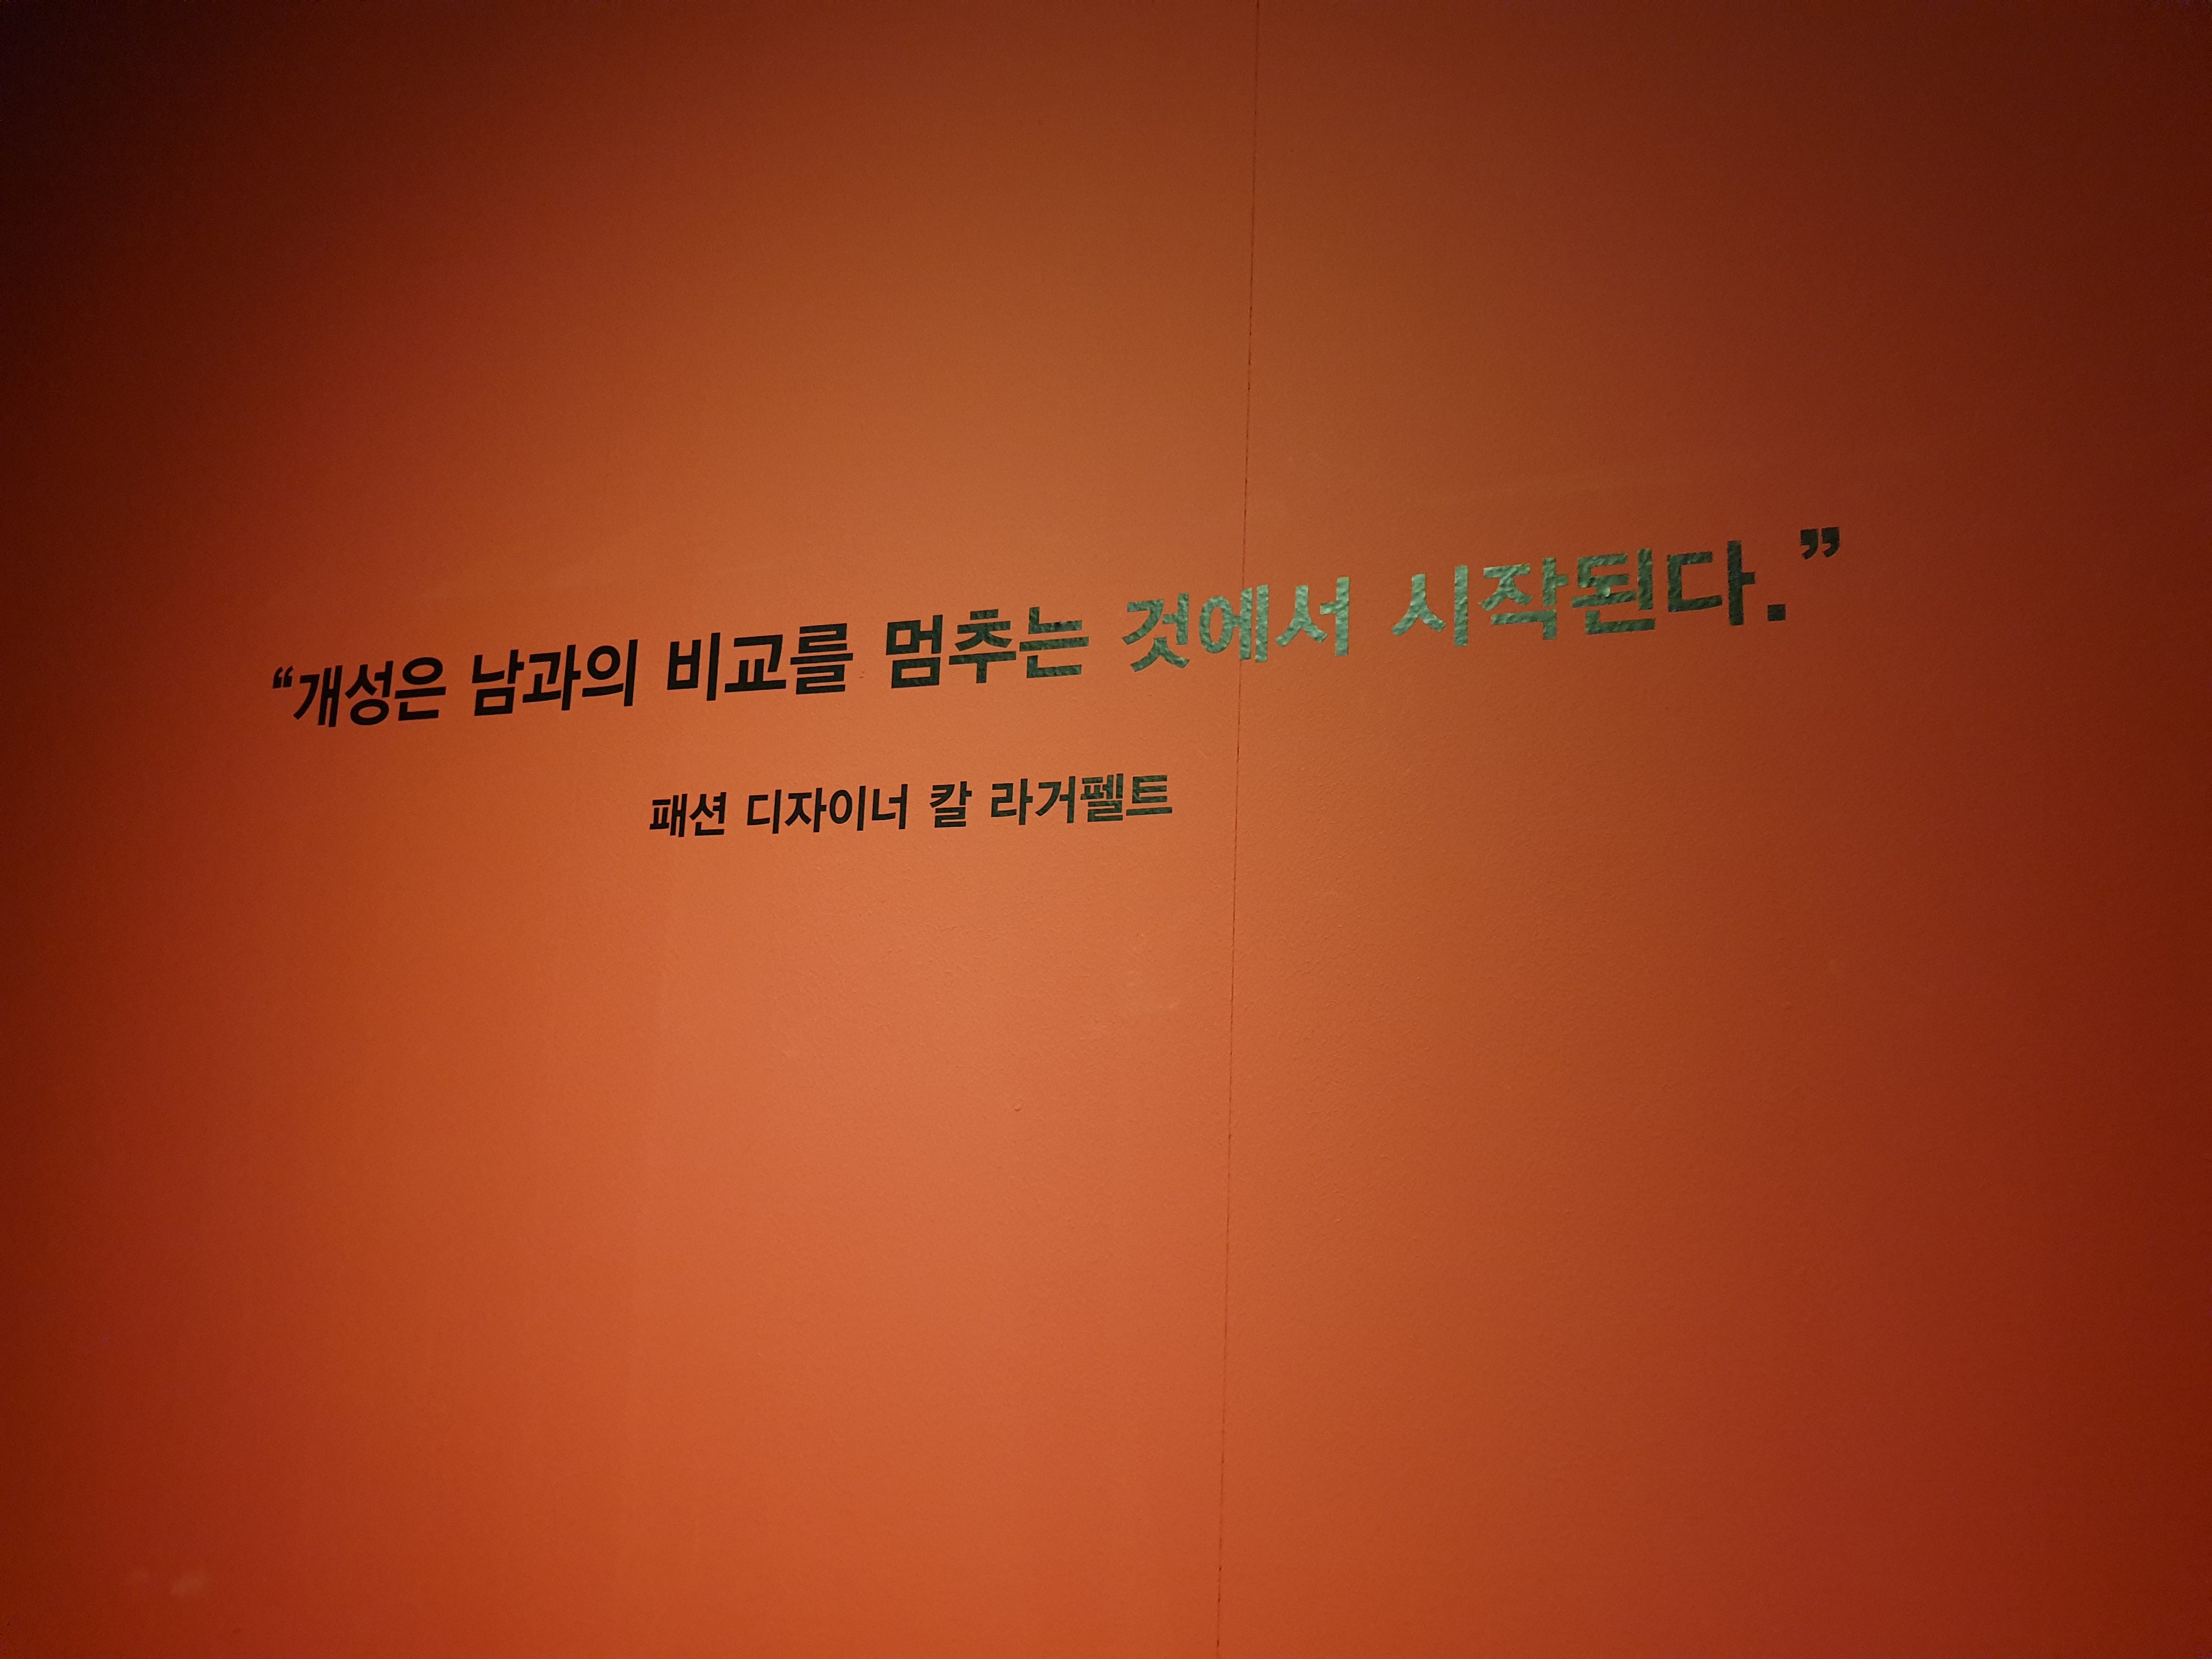 “개성은 남과의 비교를 멈추는 것에서 시작된다.”
패션 디자이너 칼 라거펠트